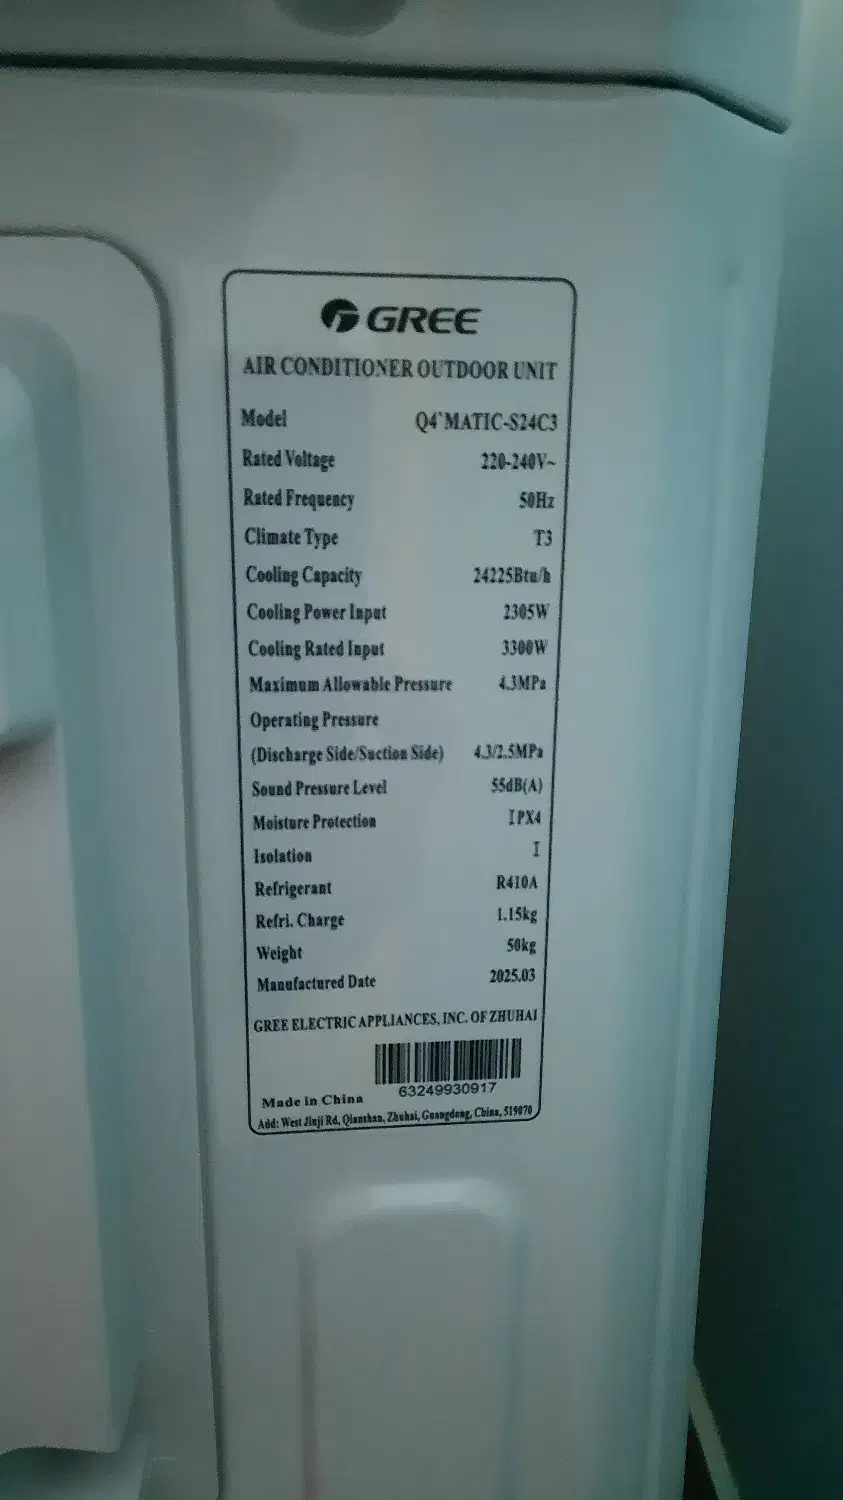 GREE
AIR CONDITIONER OUTDOOR UNIT
Model Q4'MATIC-S24C3
Rated Voltage 220-240V~
Rated Frequency 50Hz
Climate Type T3
Cooling Capacity 24225Btu/h
Cooling Power Input 2305W
Cooling Rated Input 3300W
Maximum Allowable Pressure 4.3MPa
Operating Pressure
(Discharge Side/Suction Side) 4.3/2.5MPa
Sound Pressure Level 55dB(A)
Moisture Protection IPX4
Isolation I
Refrigerant R410A
Refri. Charge 1.15kg
Weight 50kg
Manufactured Date 2025.03
GREE ELECTRIC APPLIANCES, INC. OF ZHUHAI
63249930917
Made in China
Add: West Jinji Rd, Qianshan, Zhuhai, Guangdong, China, 519070